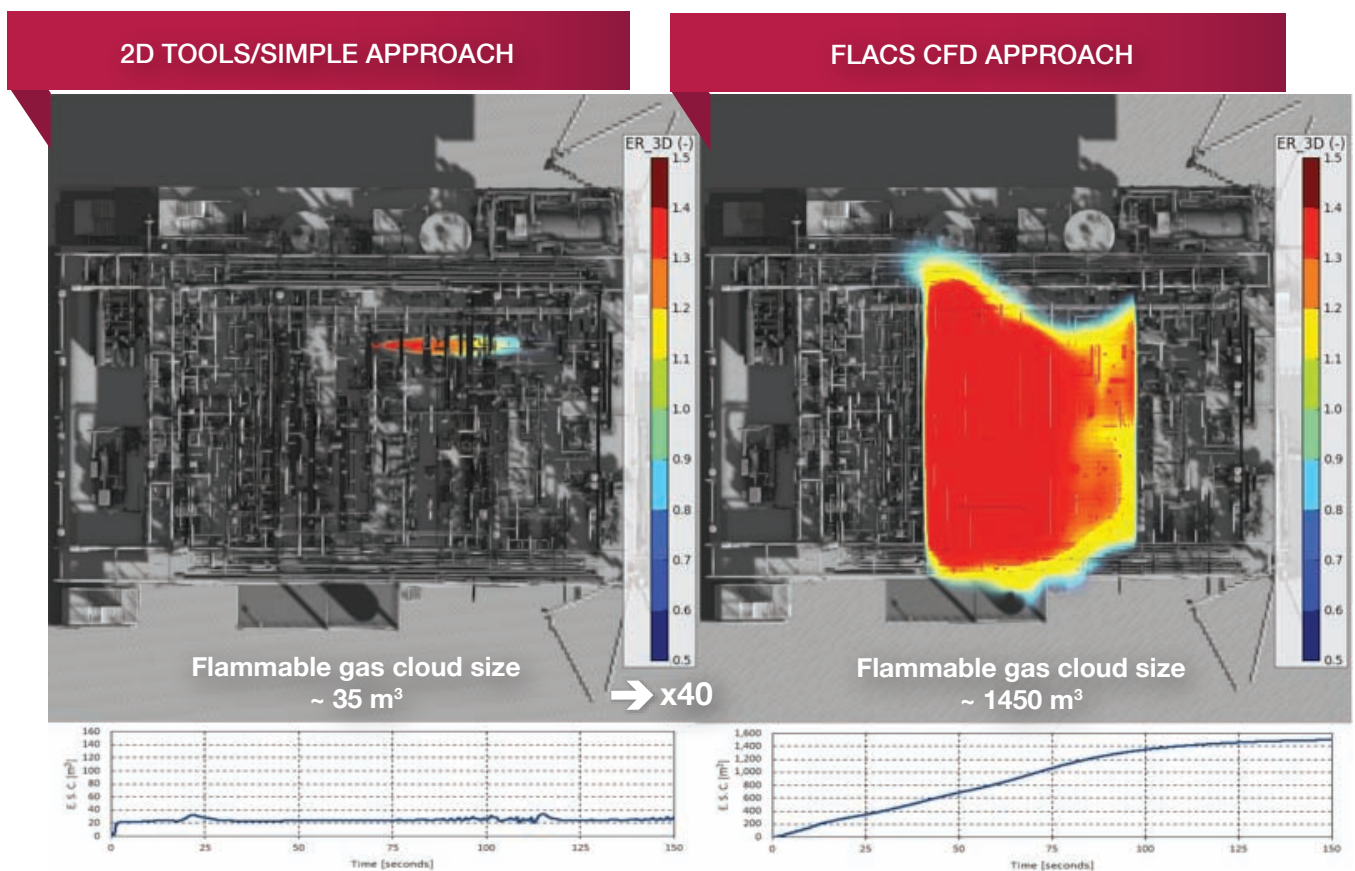 2D TOOLS/SIMPLE APPROACH
FLACS CFD APPROACH
ER_3D (-)
1.5
1.4
1.3
1.2
1.1
1.0
0.9
0.8
0.7
0.6
0.5
ER_3D (-)
1.5
1.4
1.3
1.2
1.1
1.0
0.9
0.8
0.7
0.6
0.5
Flammable gas cloud size
~ 35 m³
x40
Flammable gas cloud size
~ 1450 m³
E.S.C. [m³]
160
140
120
100
80
60
40
20
0
0 25 50 75 100 125 150
Time [seconds]
E.S.C. [m³]
1,600
1,400
1,200
1,000
800
600
400
200
0
0 25 50 75 100 125 150
Time [seconds]